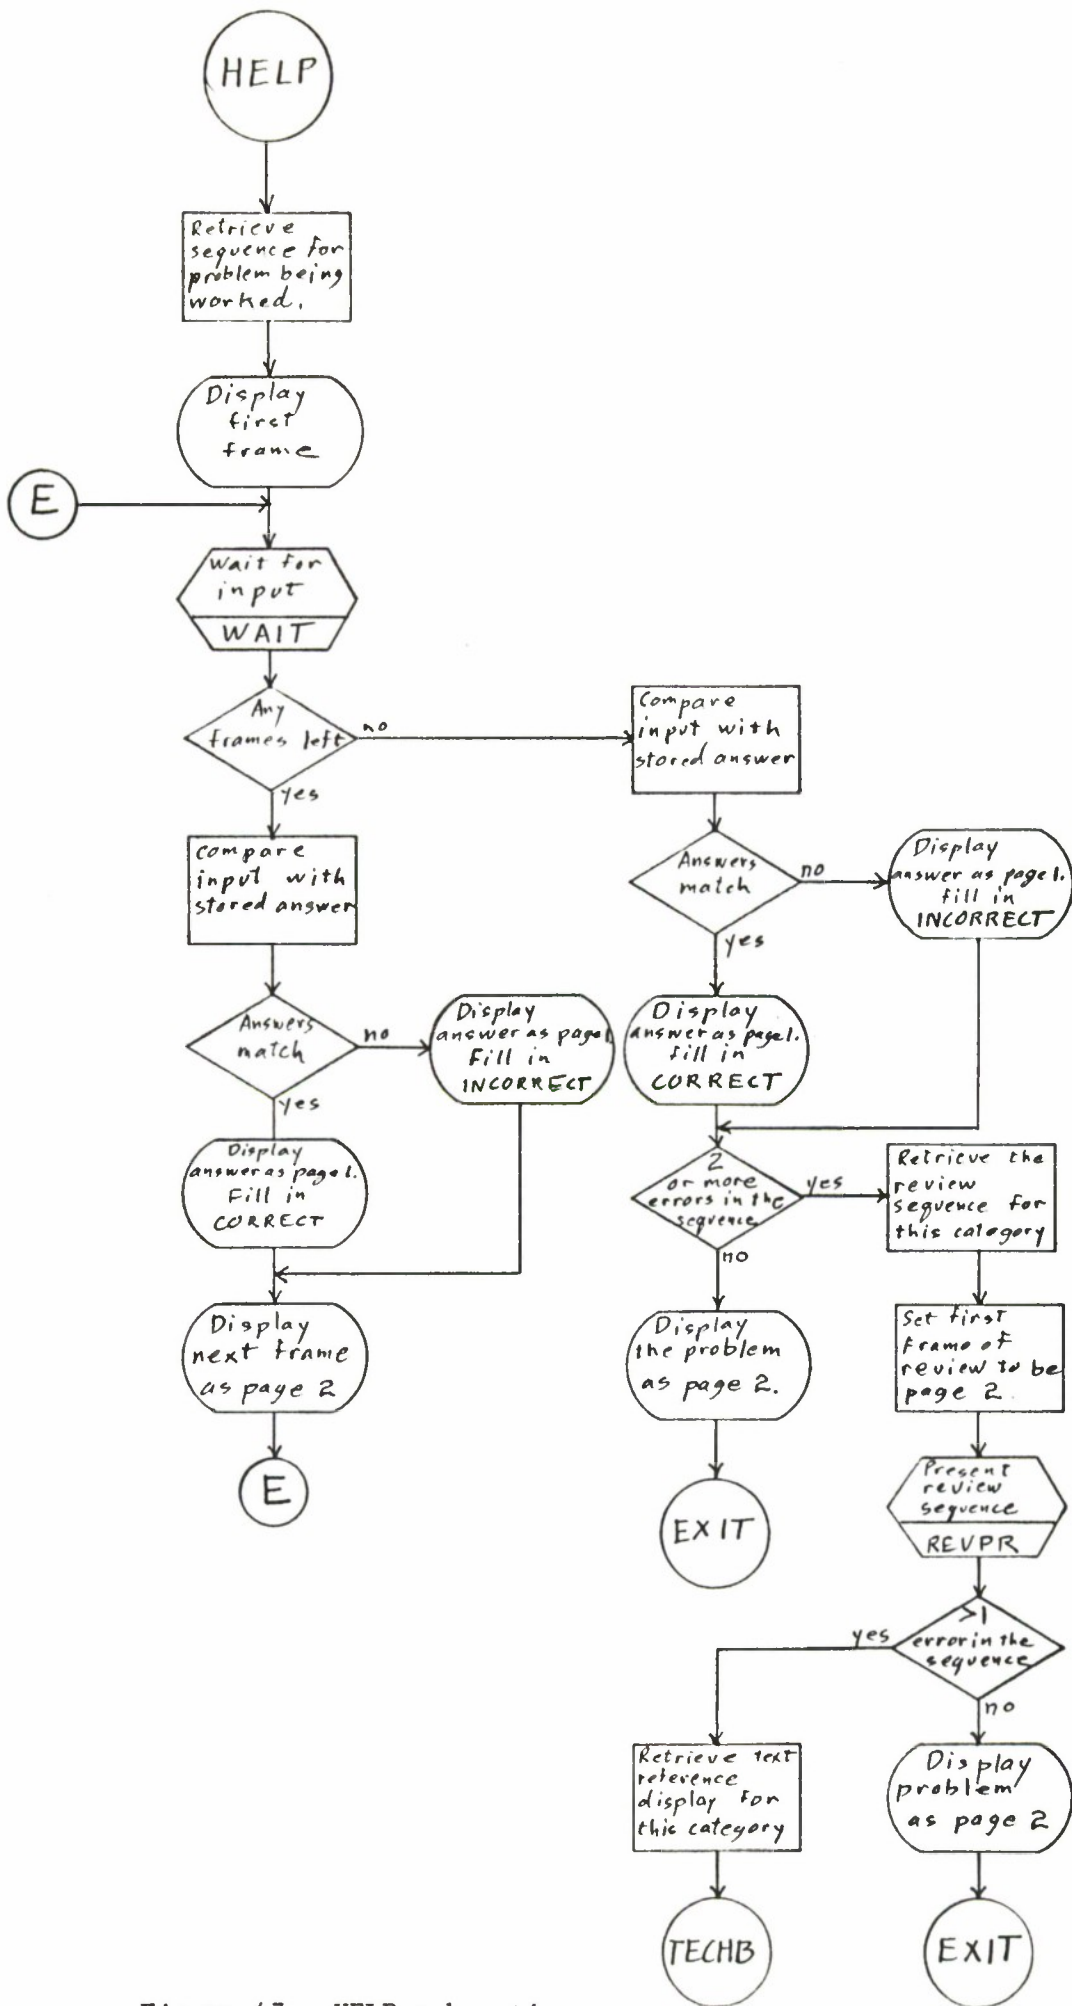 HELP
Retrieve
sequence for
problem being
worked.
Display
first
frame
E
Wait for
input
WAIT
Any
frames left
no
yes
Compare
input with
stored answer
Answers
match
no
yes
Display
answer as page 1.
Fill in
INCORRECT
Display
answer as page 1.
Fill in
CORRECT
Display
next frame
as page 2
E
Compare
input with
stored answer
Answers
match
no
yes
Display
answer as page 1.
fill in
INCORRECT
Display
answer as page 1.
fill in
CORRECT
2
or more
errors in the
sequence
yes
no
Display
the problem
as page 2.
EXIT
Retrieve the
review
sequence for
this category
Set first
Frame of
review to be
page 2.
Present
review
sequence
REVPR
>1
error in the
sequence
yes
no
Retrieve text
reference
display for
this category
TECHB
Display
problem
as page 2
EXIT
HELP